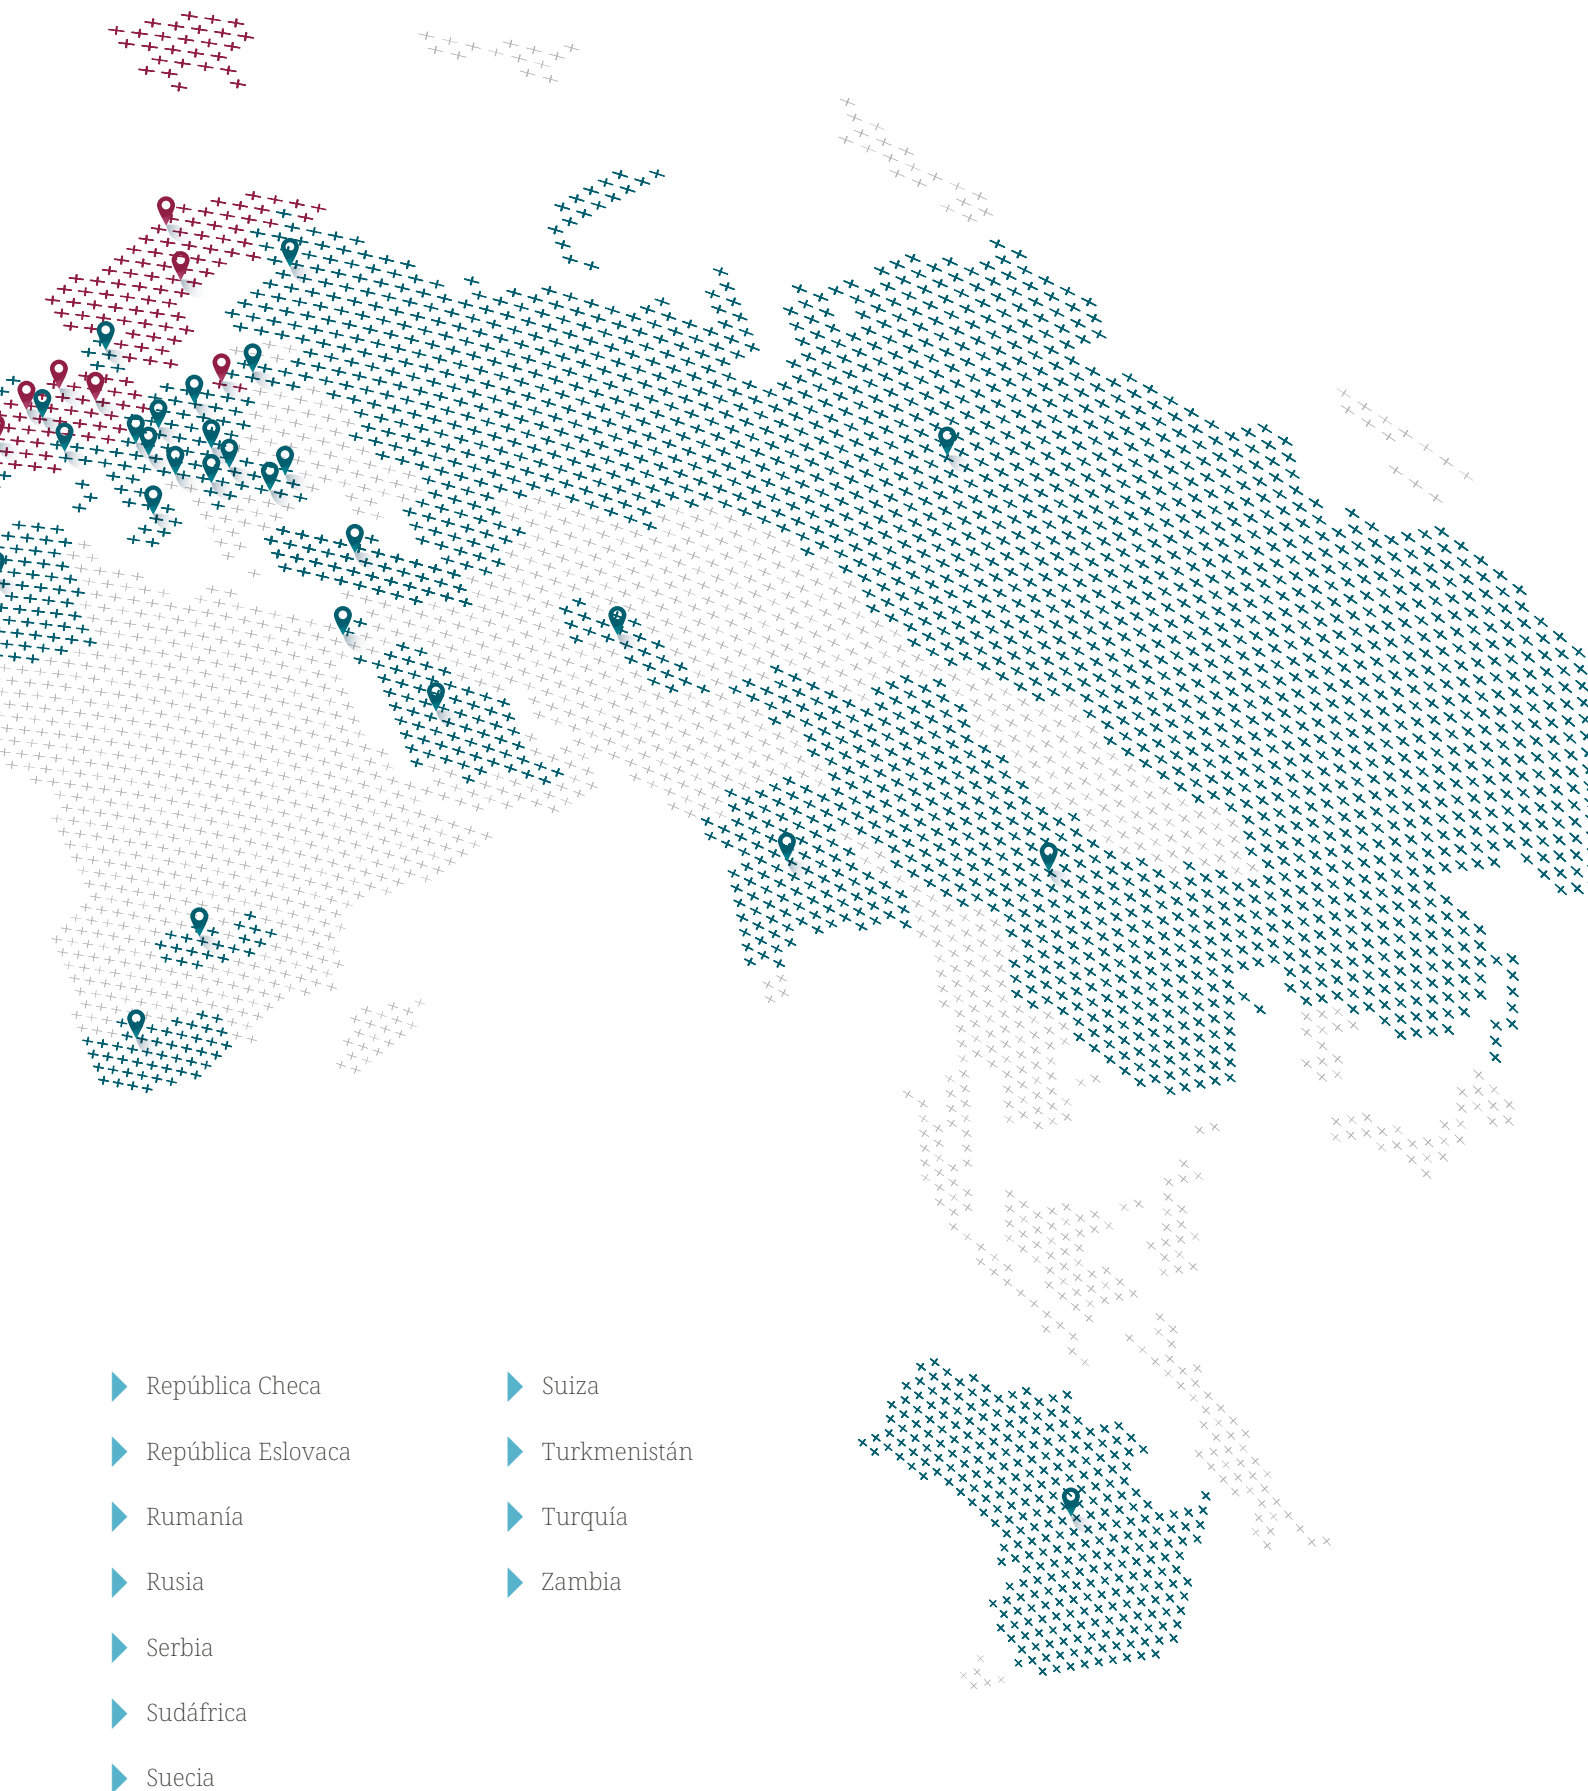 República Checa
República Eslovaca
Rumanía
Rusia
Serbia
Sudáfrica
Suecia
Suiza
Turkmenistán
Turquía
Zambia